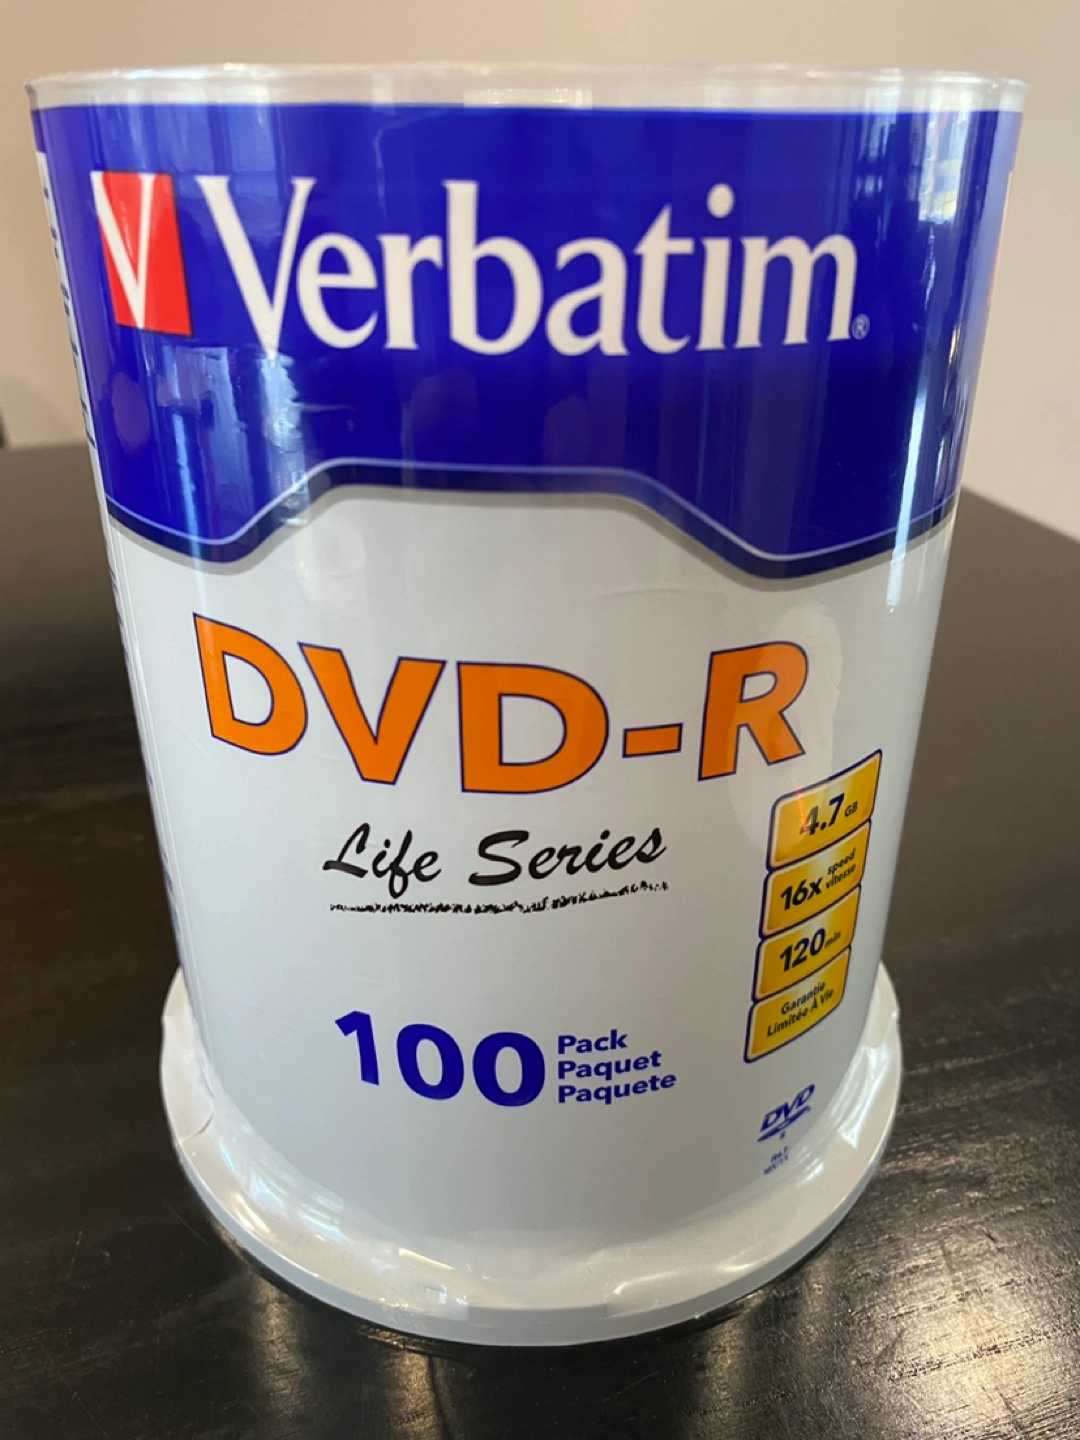 V Verbatim®
DVD-R
Life Series
4.7 GB
16x speed
vitesse
120 min
Garantie
Limitée À Vie
100 Pack
Paquet
Paquete
DVD
R